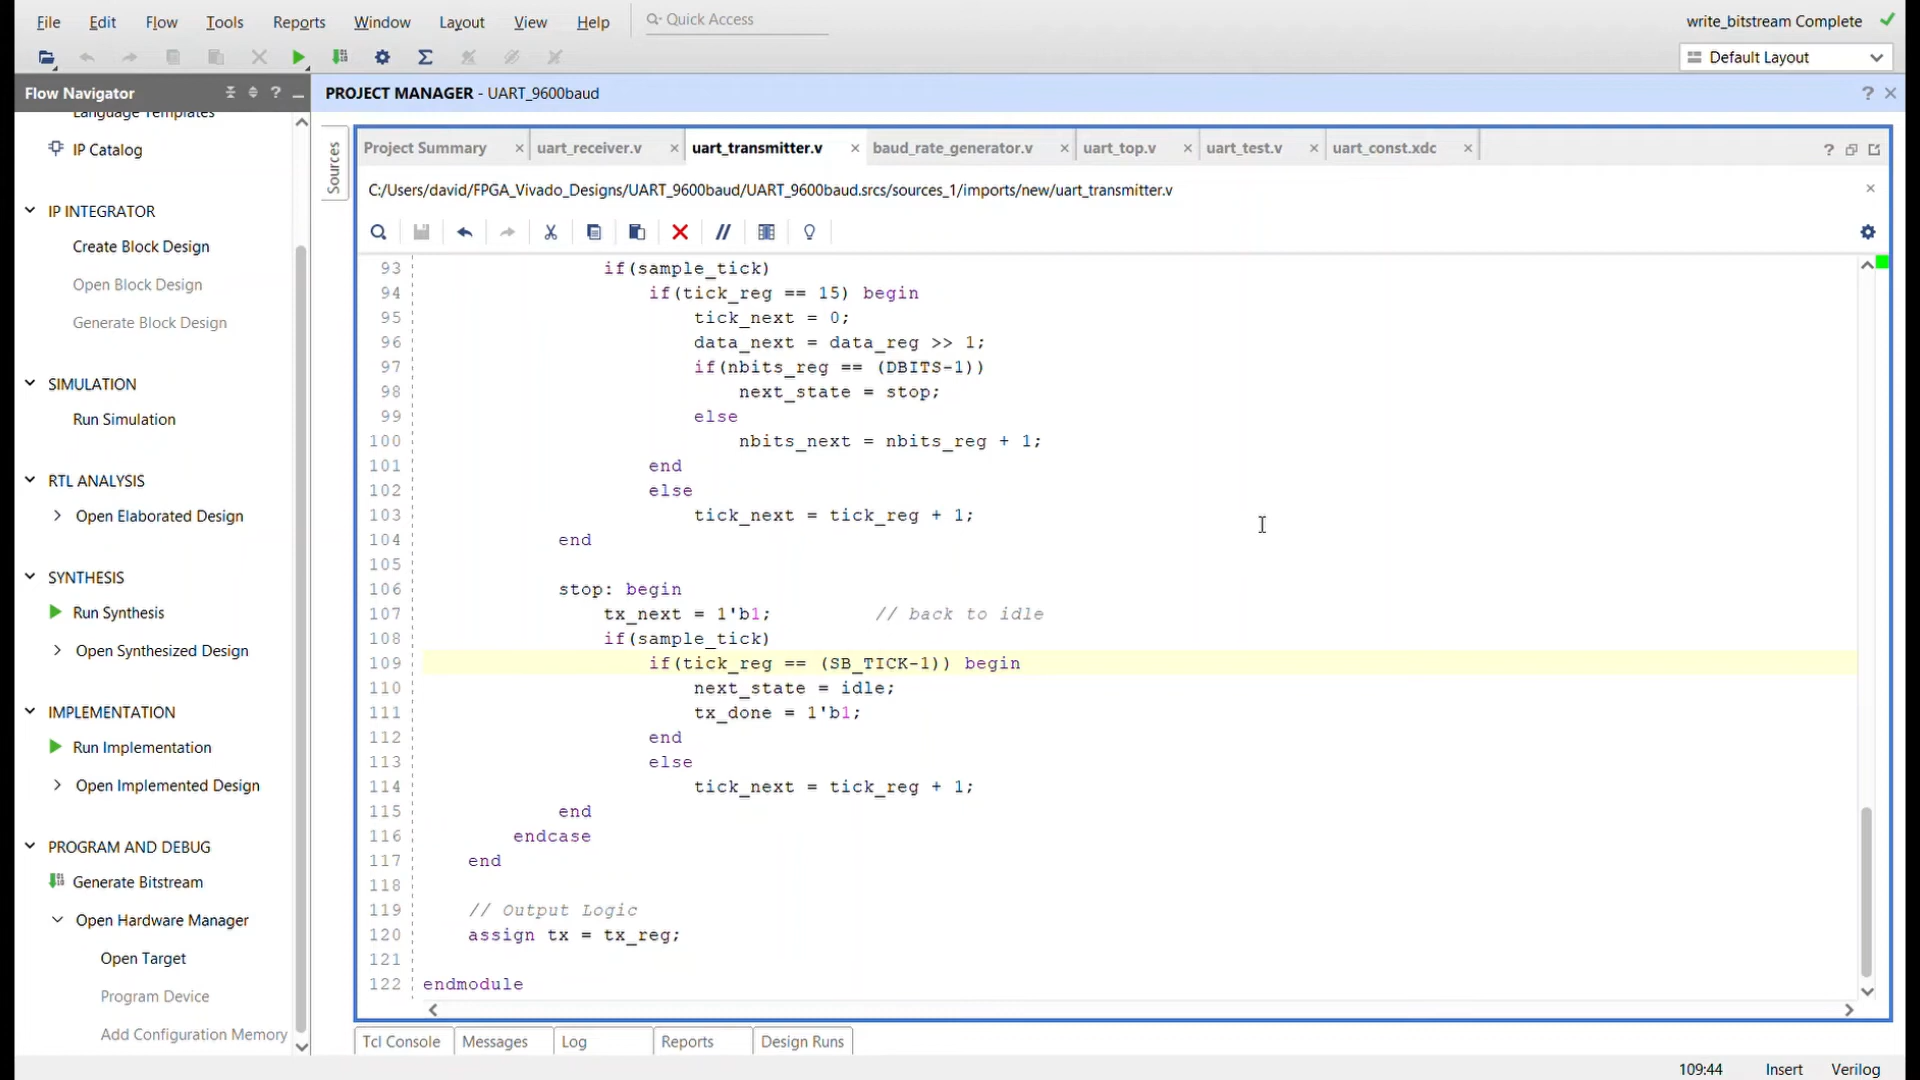 File Edit Flow Tools Reports Window Layout View Help Quick Access write_bitstream Complete
Default Layout
Flow Navigator
PROJECT MANAGER - UART_9600baud
Language Templates
IP Catalog
IP INTEGRATOR
Create Block Design
Open Block Design
Generate Block Design
SIMULATION
Run Simulation
RTL ANALYSIS
Open Elaborated Design
SYNTHESIS
Run Synthesis
Open Synthesized Design
IMPLEMENTATION
Run Implementation
Open Implemented Design
PROGRAM AND DEBUG
Generate Bitstream
Open Hardware Manager
Open Target
Program Device
Add Configuration Memory
Sources
Project Summary uart_receiver.v uart_transmitter.v baud_rate_generator.v uart_top.v uart_test.v uart_const.xdc
C:/Users/david/FPGA_Vivado_Designs/UART_9600baud/UART_9600baud.srcs/sources_1/imports/new/uart_transmitter.v
93 if(sample_tick)
94 if(tick_reg == 15) begin
95 tick_next = 0;
96 data_next = data_reg >> 1;
97 if(nbits_reg == (DBITS-1))
98 next_state = stop;
99 else
100 nbits_next = nbits_reg + 1;
101 end
102 else
103 tick_next = tick_reg + 1;
104 end
105
106 stop: begin
107 tx_next = 1'b1; // back to idle
108 if(sample_tick)
109 if(tick_reg == (SB_TICK-1)) begin
110 next_state = idle;
111 tx_done = 1'b1;
112 end
113 else
114 tick_next = tick_reg + 1;
115 end
116 endcase
117 end
118
119 // Output Logic
120 assign tx = tx_reg;
121
122 endmodule
Tcl Console Messages Log Reports Design Runs
109:44 Insert Verilog